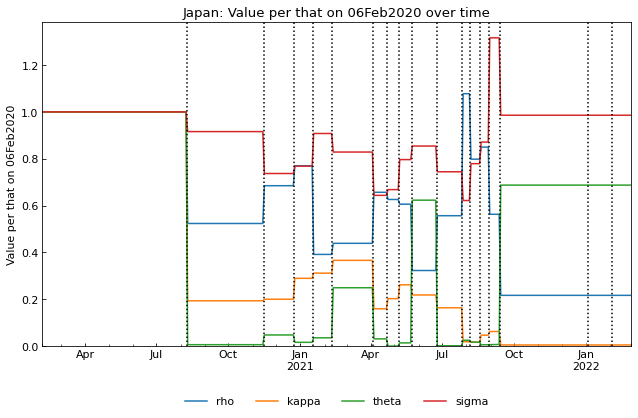 Japan: Value per that on 06Feb2020 over time
Value per that on 06Feb2020
1.2
1.0
0.8
0.6
0.4
0.2
0.0
Apr Jul Oct Jan Apr Jul Oct Jan
2021 2022
rho kappa theta sigma